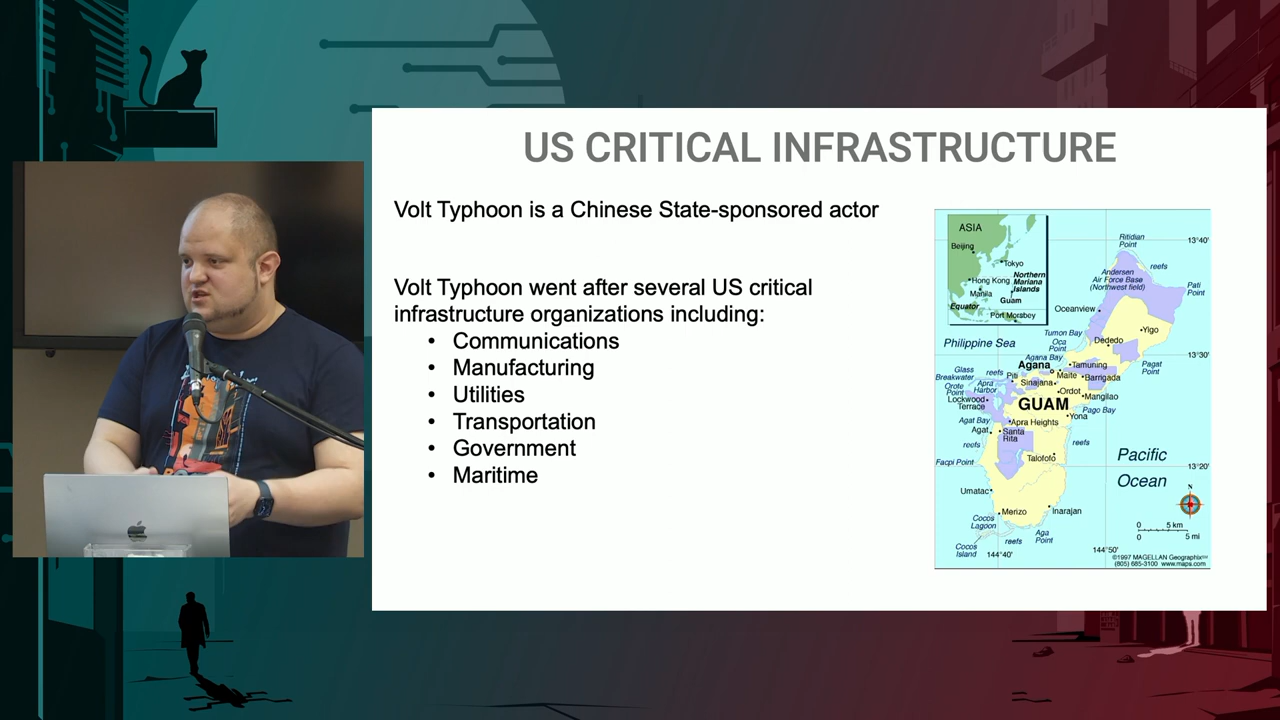 US CRITICAL INFRASTRUCTURE
Volt Typhoon is a Chinese State-sponsored actor
Volt Typhoon went after several US critical
infrastructure organizations including:
• Communications
• Manufacturing
• Utilities
• Transportation
• Government
• Maritime
ASIA
Beijing
Tokyo
Hong Kong
Northern
Mariana
Islands
Manila
Guam
Equator
Port Moresby
Ritidian
Point
13°40'
reefs
Andersen
Air Force Base
(Northwest field)
Pati
Point
Oceanview
Philippine Sea
Tumon Bay
Oca
Point
Yigo
Dededo
13°30'
Agana Bay
Agana
Tamuning
Pagat
Point
Glass
Breakwater
reefs
Piti
Maite
Barrigada
Orote
Point
Apra
Harbor
Sinajana
Ordot
Mangilao
Lockwood
Terrace
GUAM
Pago Bay
Yona
Agat Bay
Apra Heights
Agat
Santa
Rita
reefs
reefs
Talofofo
Pacific
Ocean
Facpi Point
13°20'
Umatac
N
Merizo
Inarajan
Cocos
Lagoon
reefs
Aga
Point
0 5 km
0 5 mi
Cocos
Island
144°40'
144°50'
©1997 MAGELLAN Geographix℠
(805) 685-3100 www.maps.com